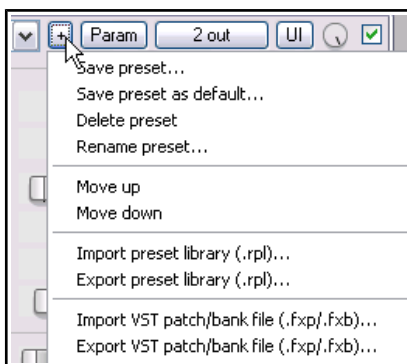 + Param 2 out UI
Save preset...
Save preset as default...
Delete preset
Rename preset...
Move up
Move down
Import preset library (.rpl)...
Export preset library (.rpl)...
Import VST patch/bank file (.fxp/.fxb)...
Export VST patch/bank file (.fxp/.fxb)...